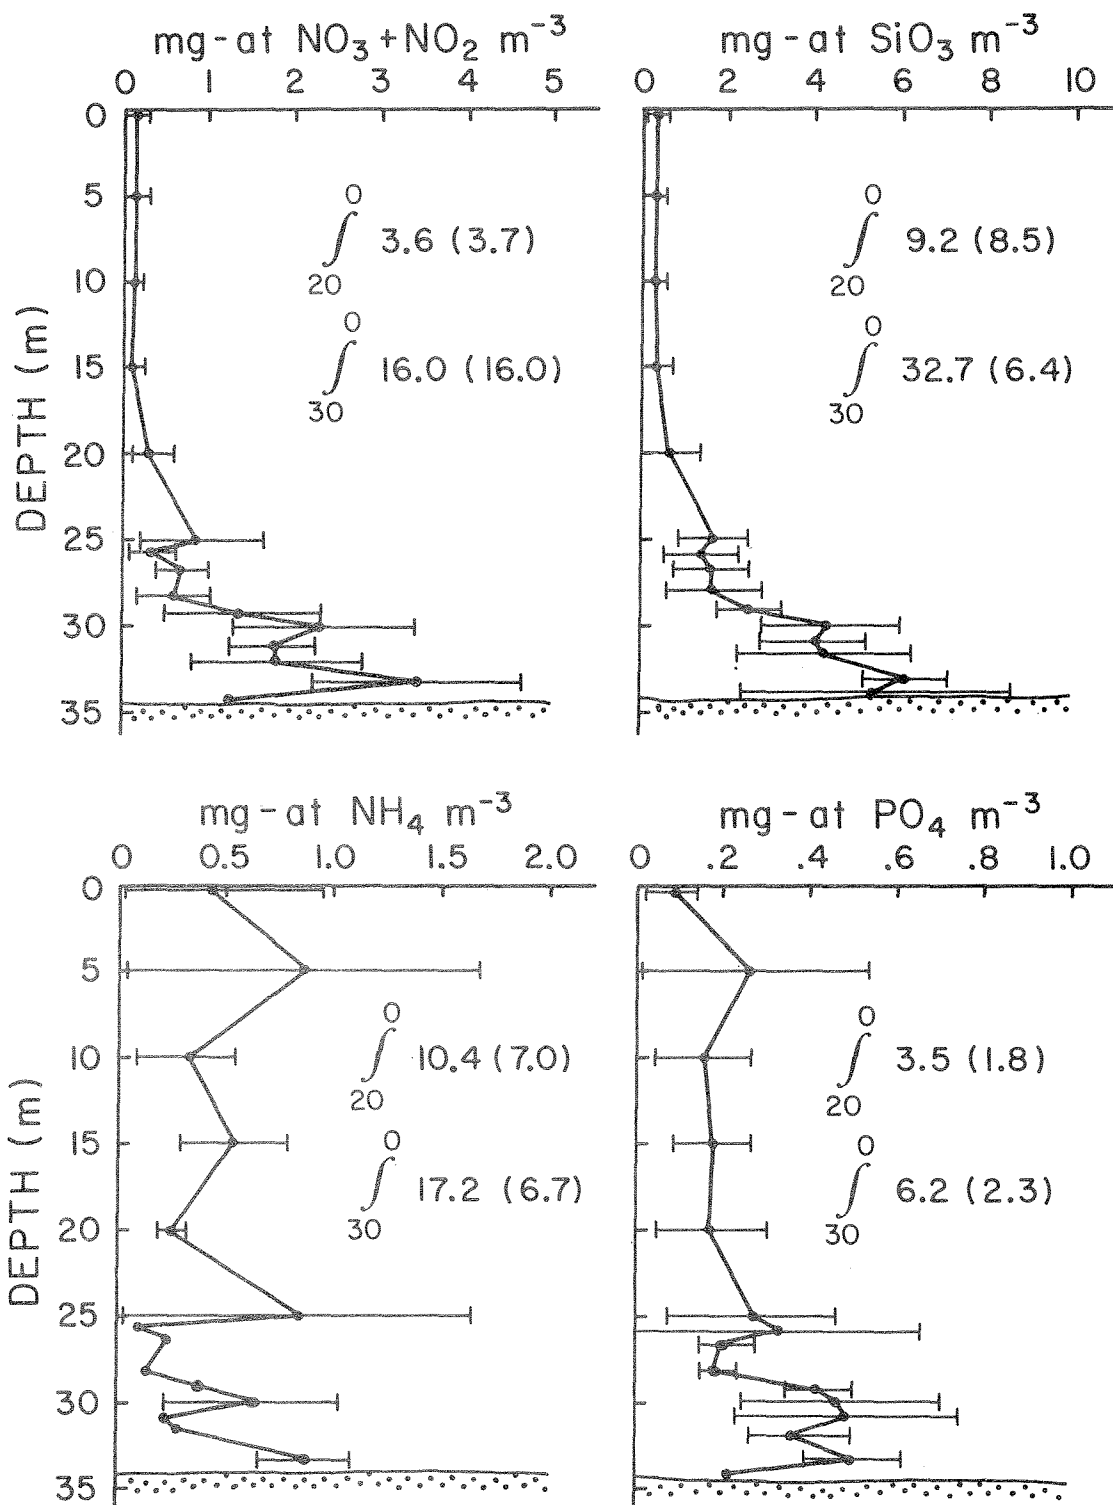 mg-at NO₃+NO₂ m⁻³
0 1 2 3 4 5
DEPTH (m)
0
5
10
15
20
25
30
35
∫ 0 20 3.6 (3.7)
∫ 0 30 16.0 (16.0)
mg-at SiO₃ m⁻³
0 2 4 6 8 10
∫ 0 20 9.2 (8.5)
∫ 0 30 32.7 (6.4)
mg-at NH₄ m⁻³
0 0.5 1.0 1.5 2.0
DEPTH (m)
0
5
10
15
20
25
30
35
∫ 0 20 10.4 (7.0)
∫ 0 30 17.2 (6.7)
mg-at PO₄ m⁻³
0 .2 .4 .6 .8 1.0
∫ 0 20 3.5 (1.8)
∫ 0 30 6.2 (2.3)